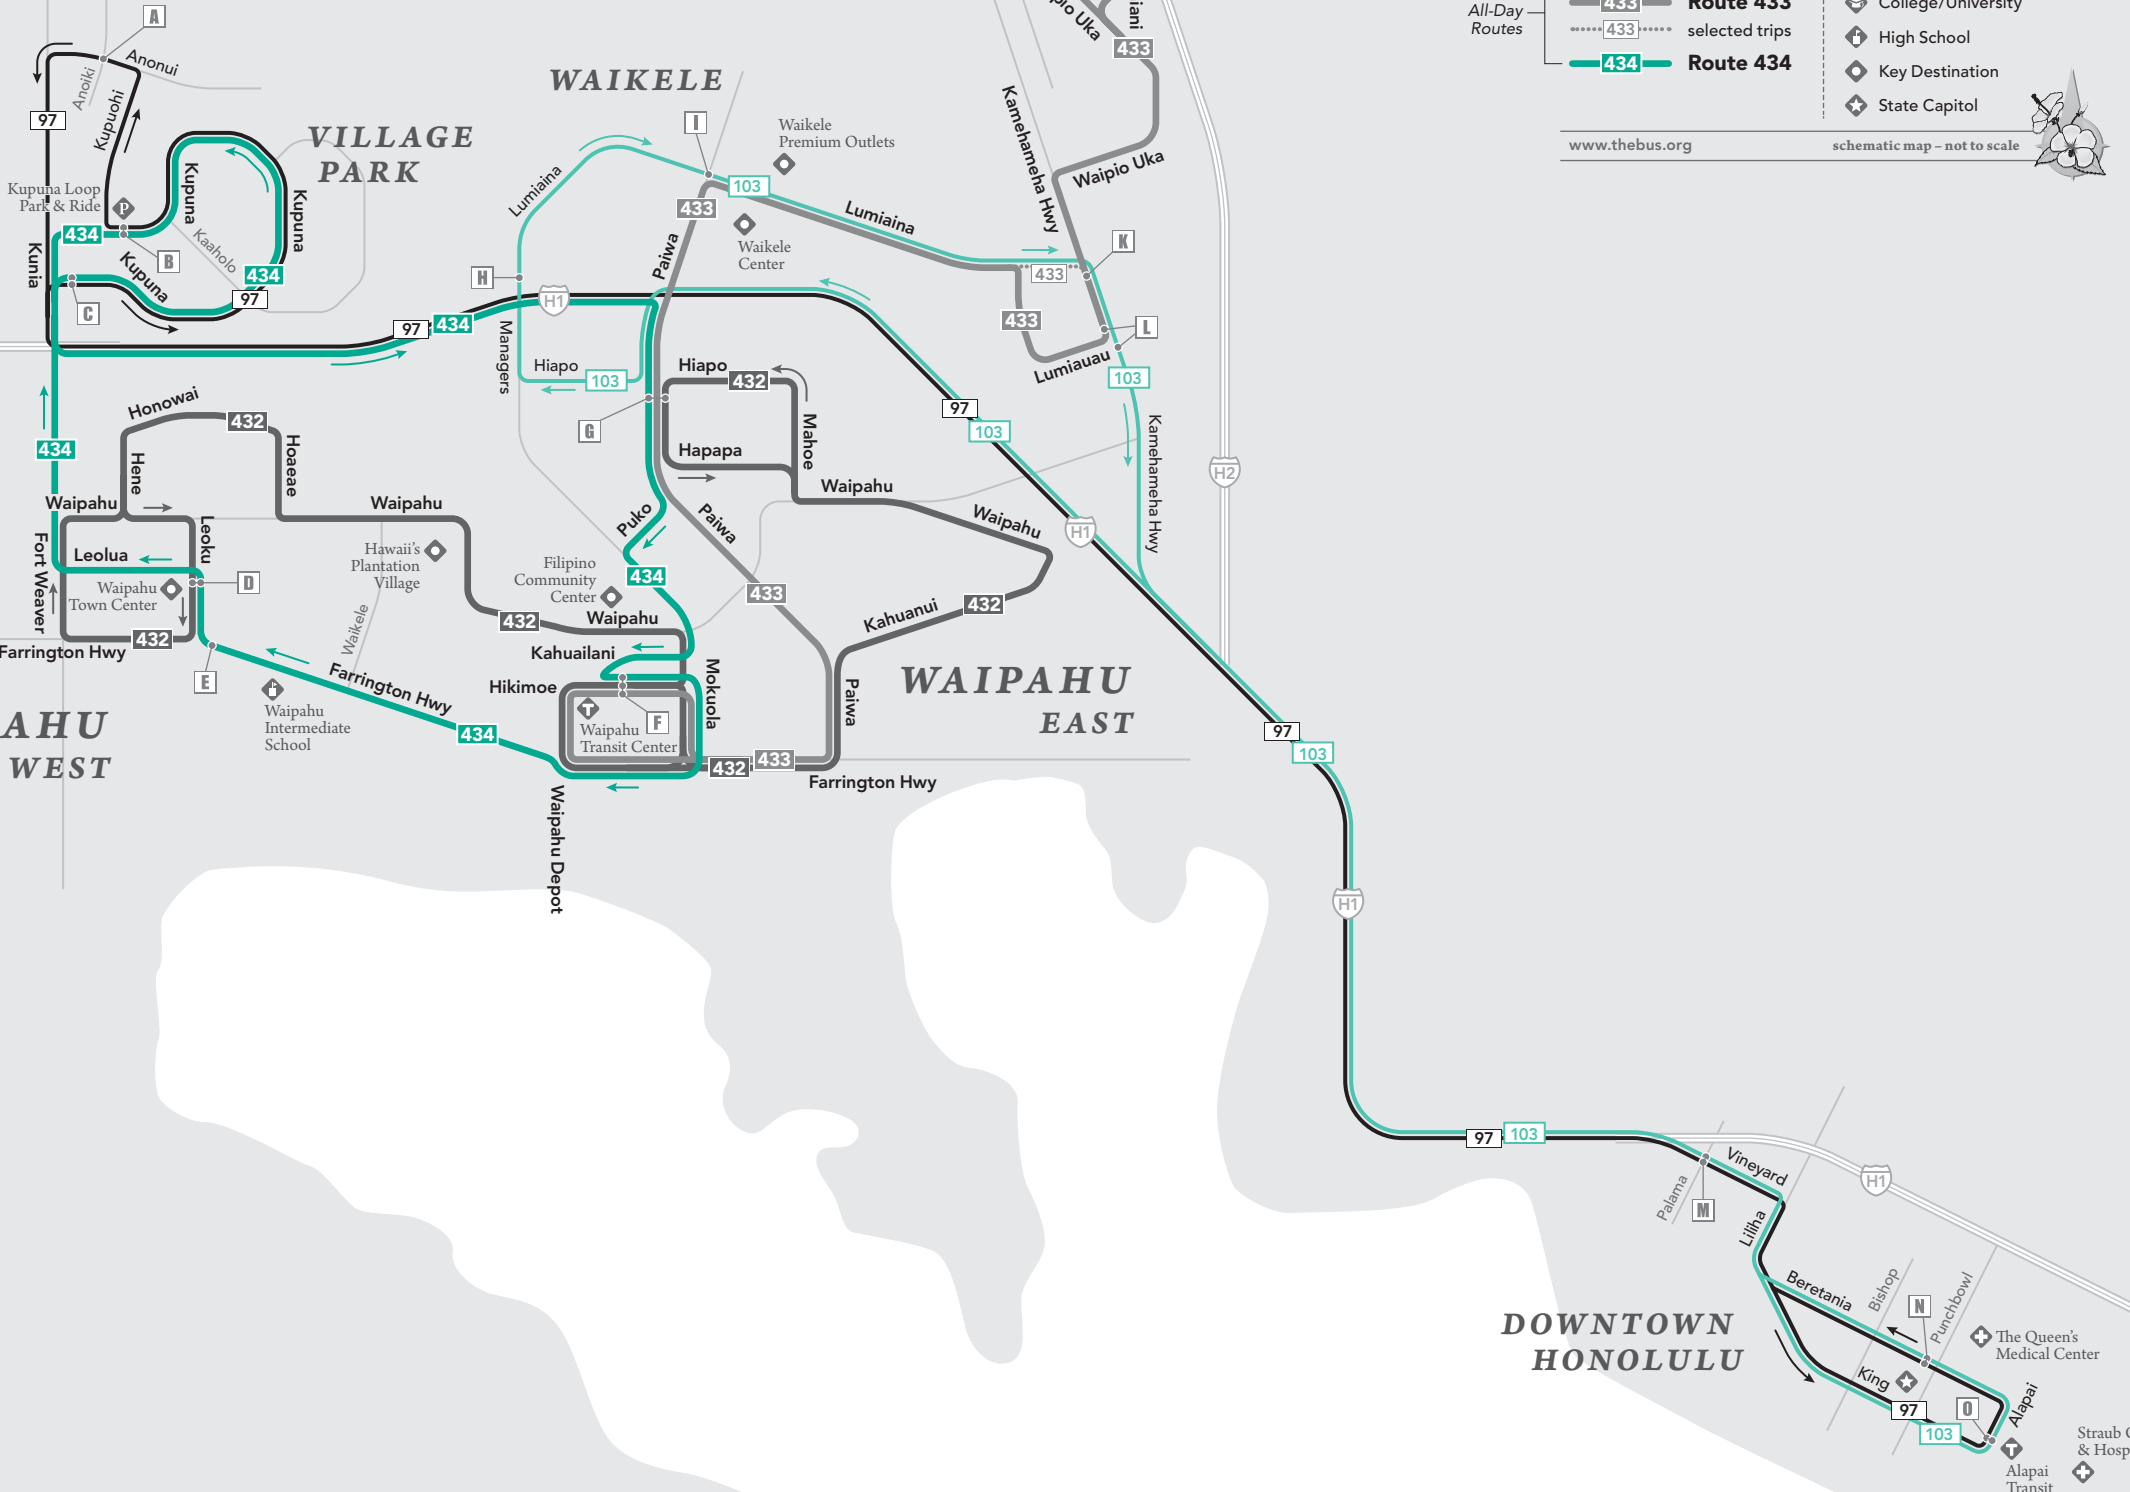 A
Anonui
Anoiki
97
Kupuohi
VILLAGE
PARK
Kupuna Loop
Park & Ride
P
Kupuna
Kupuna
Kaaholo
434
B
Kunia
Kupuna
434
97
C
WAIKELE
I
Waikele
Premium Outlets
Lumiaina
103
433
Lumiaina
Paiwa
Waikele
Center
H
H1
97
434
Managers
Hiapo
103
433
Waipio Uka
Kamehameha Hwy
K
433
433
L
Lumiauau
103
Kamehameha Hwy
H2
All-Day
Routes
433
Route 433
433
selected trips
434
Route 434
College/University
High School
Key Destination
State Capitol
www.thebus.org
schematic map – not to scale
Hiapo
432
G
Mahoe
Hapapa
Waipahu
Waipahu
97
103
H1
Honowai
432
434
Hene
Hoaeae
Waipahu
Waipahu
Leoku
Leolua
Fort Weaver
Waipahu
Town Center
D
432
Farrington Hwy
E
Hawaii's
Plantation
Village
Waikele
Waipahu
Intermediate
School
Farrington Hwy
434
Puko
Paiwa
Filipino
Community
Center
434
433
432
Waipahu
Kahuailani
Hikimoe
Mokuola
F
T
Waipahu
Transit Center
Kahuanui
432
Paiwa
432
433
Farrington Hwy
Waipahu Depot
WAIPAHU
EAST
AHU
WEST
97
103
H1
97
103
Vineyard
Palama
M
H1
Liliha
Beretania
Bishop
N
Punchbowl
DOWNTOWN
HONOLULU
King
The Queen's
Medical Center
97
O
Alapai
103
T
Alapai
Transit
Straub
& Hosp